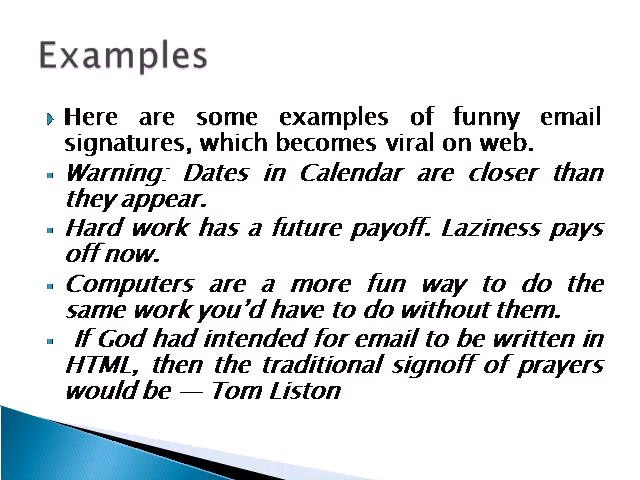 Examples
Here are some examples of funny email
signatures, which becomes viral on web.
Warning: Dates in Calendar are closer than
they appear.
Hard work has a future payoff. Laziness pays
off now.
Computers are a more fun way to do the
same work you'd have to do without them.
If God had intended for email to be written in
HTML, then the traditional signoff of prayers
would be — Tom Liston